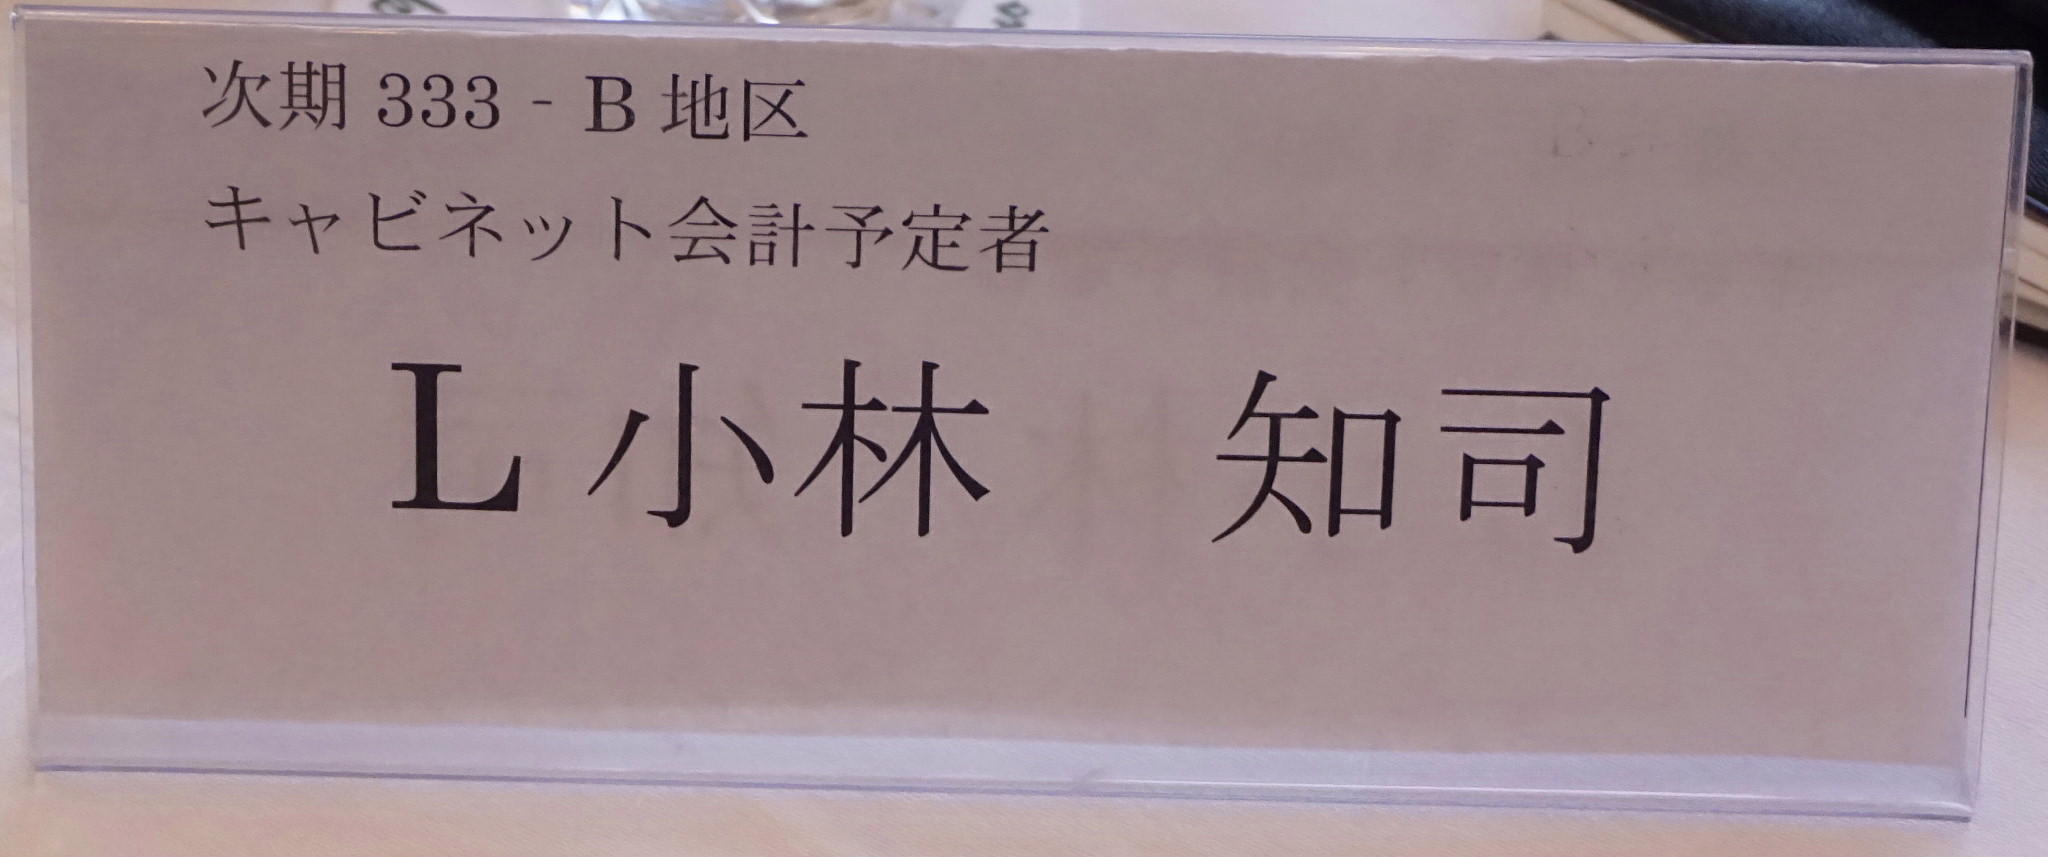 次期 333 - B 地区
キャビネット会計予定者
L 小林　知司